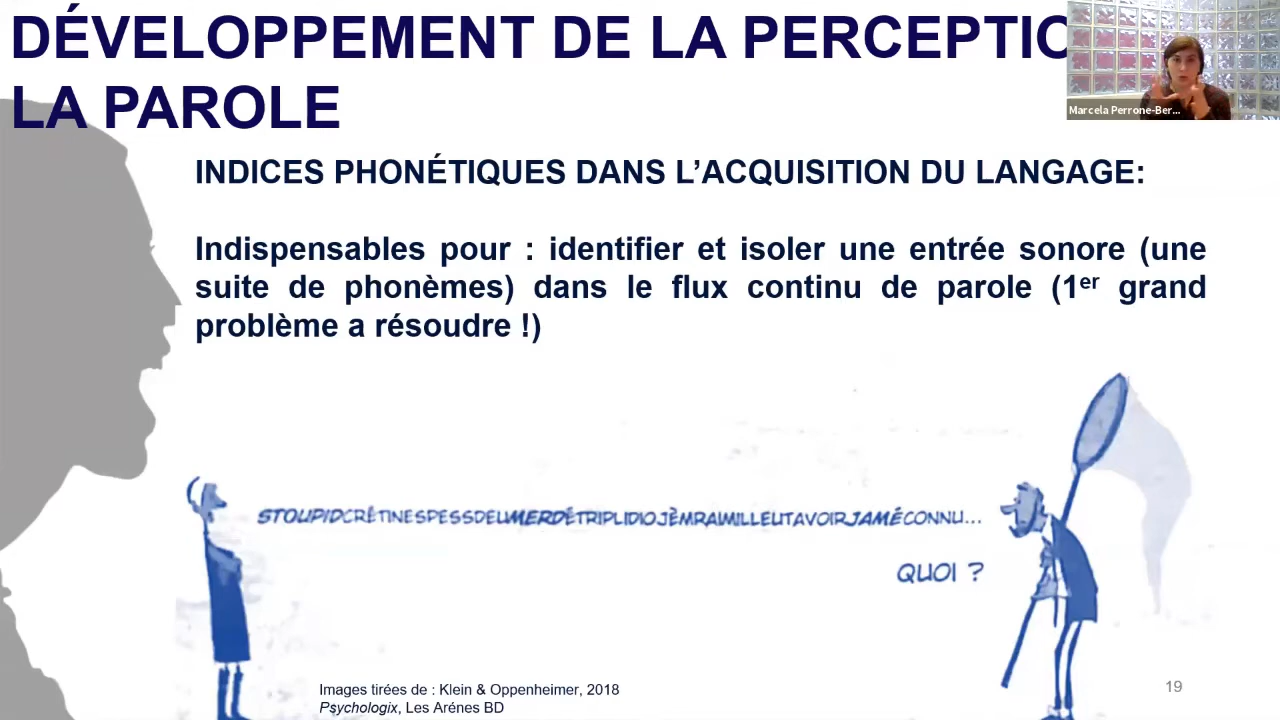 DÉVELOPPEMENT DE LA PERCEPTIO
LA PAROLE
Marcela Perrone-Ber...
INDICES PHONÉTIQUES DANS L’ACQUISITION DU LANGAGE:
Indispensables pour : identifier et isoler une entrée sonore (une
suite de phonèmes) dans le flux continu de parole (1er grand
problème a résoudre !)
STOUPIDCRÉTINESPESSDEUMERDÉTRIPLIDIOJÈMRAIMILLEUTAVOIRJAMÉCONNU...
QUOI ?
Images tirées de : Klein & Oppenheimer, 2018
Psychologix, Les Arénes BD
19